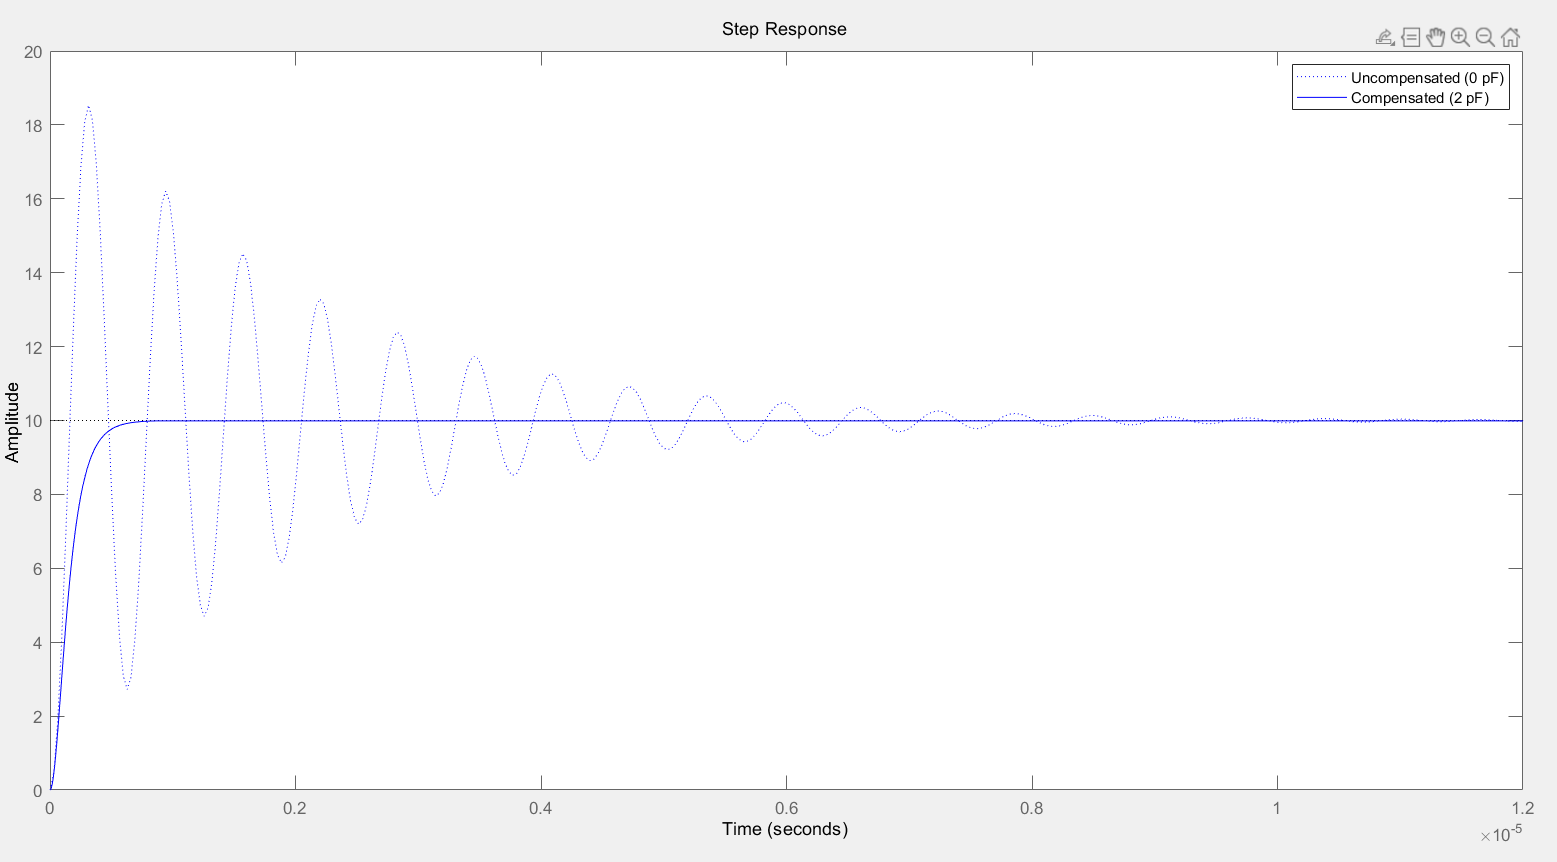 Step Response
Uncompensated (0 pF)
Compensated (2 pF)
Amplitude
20
18
16
14
12
10
8
6
4
2
0
0 0.2 0.4 0.6 0.8 1 1.2
×10⁻⁵
Time (seconds)